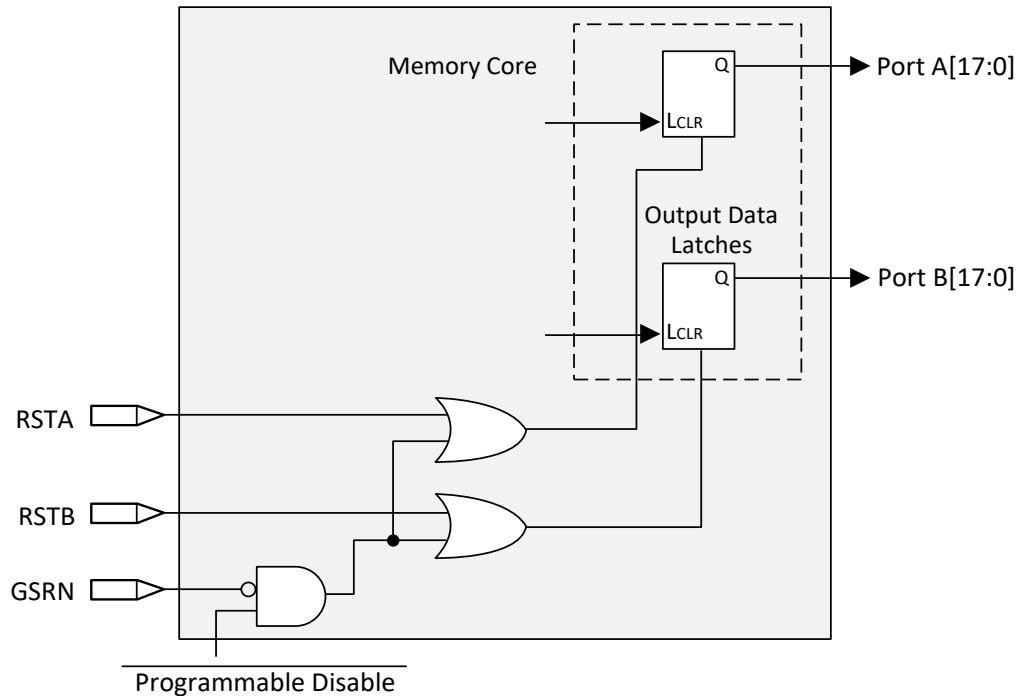 Memory Core
Q
Port A[17:0]
LCLR
Output Data
Latches
Q
Port B[17:0]
LCLR
RSTA
RSTB
GSRN
Programmable Disable